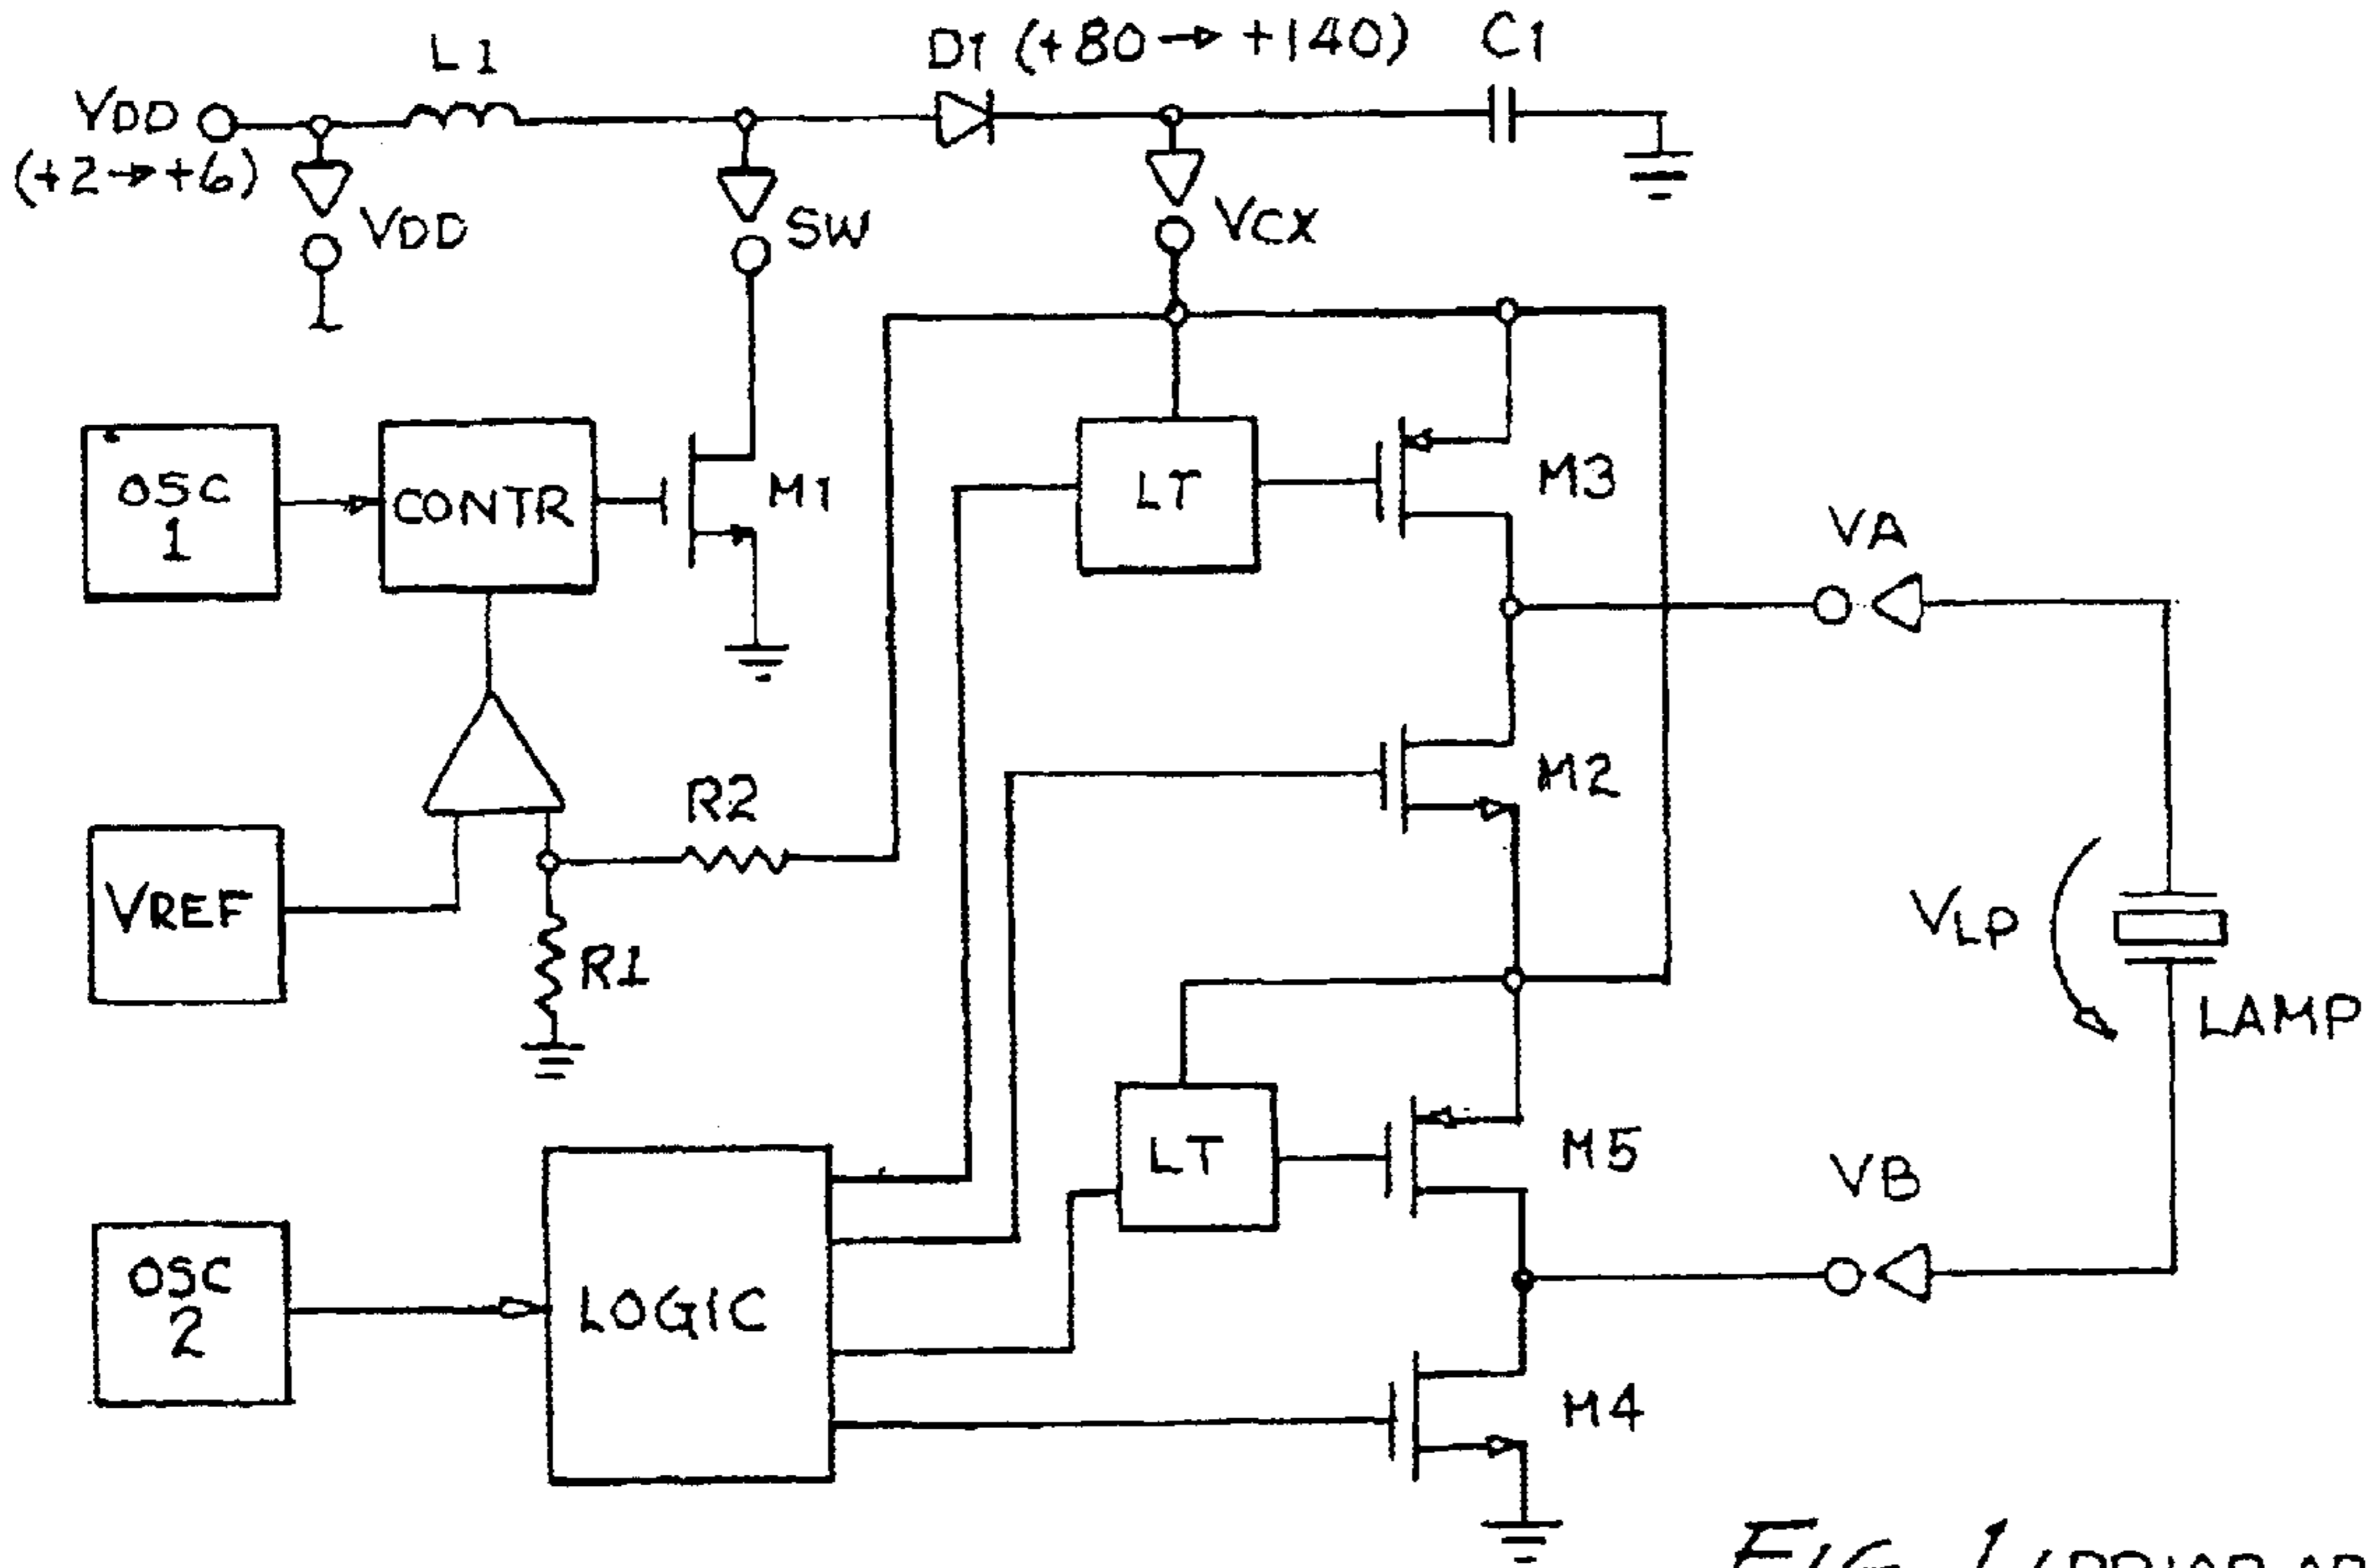 L1
D1 (+80→+140)
C1
VDD
(+2→+6)
VDD
SW
VCX
OSC
1
CONTR
M1
LT
M3
VA
R2
M2
VREF
R1
VLP
LAMP
LT
M5
VB
OSC
2
LOGIC
M4
FIG. 1